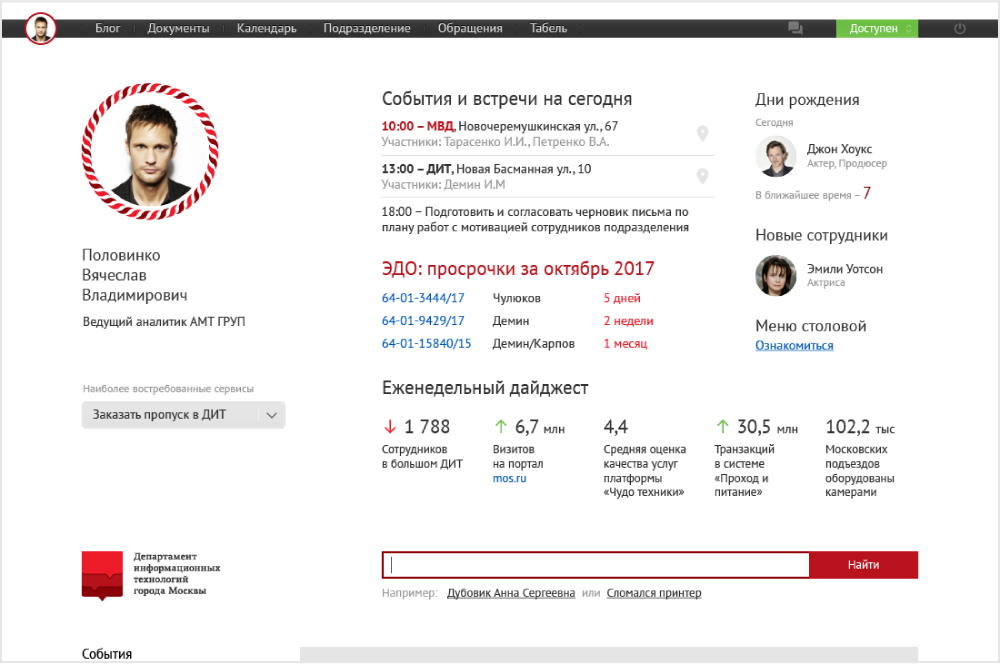 Блог Документы Календарь Подразделение Обращения Табель Доступен
Половинко
Вячеслав
Владимирович
Ведущий аналитик АМТ ГРУП
Наиболее востребованные сервисы
Заказать пропуск в ДИТ
События и встречи на сегодня
10:00 – МВД, Новочеремушкинская ул., 67
Участники: Тарасенко И.И., Петренко В.А.
13:00 – ДИТ, Новая Басманная ул., 10
Участники: Демин И.М
18:00 – Подготовить и согласовать черновик письма по
плану работ с мотивацией сотрудников подразделения
ЭДО: просрочки за октябрь 2017
64-01-3444/17 Чулюков 5 дней
64-01-9429/17 Демин 2 недели
64-01-15840/15 Демин/Карпов 1 месяц
Дни рождения
Сегодня
Джон Хоукс
Актер, Продюсер
В ближайшее время – 7
Новые сотрудники
Эмили Уотсон
Актриса
Меню столовой
Ознакомиться
Еженедельный дайджест
1 788
Сотрудников
в большом ДИТ
6,7 млн
Визитов
на портал
mos.ru
4,4
Средняя оценка
качества услуг
платформы
«Чудо техники»
30,5 млн
Транзакций
в системе
«Проход и
питание»
102,2 тыс
Московских
подъездов
оборудованы
камерами
Департамент
информационных
технологий
города Москвы
Найти
Например: Дубовик Анна Сергеевна или Сломался принтер
События